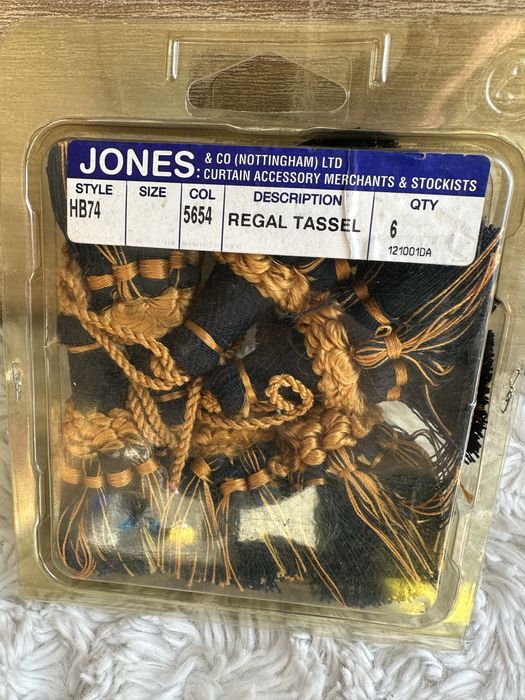 JONES & CO (NOTTINGHAM) LTD
: CURTAIN ACCESSORY MERCHANTS & STOCKISTS
STYLE SIZE COL DESCRIPTION QTY
HB74 5654 REGAL TASSEL 6
121001DA